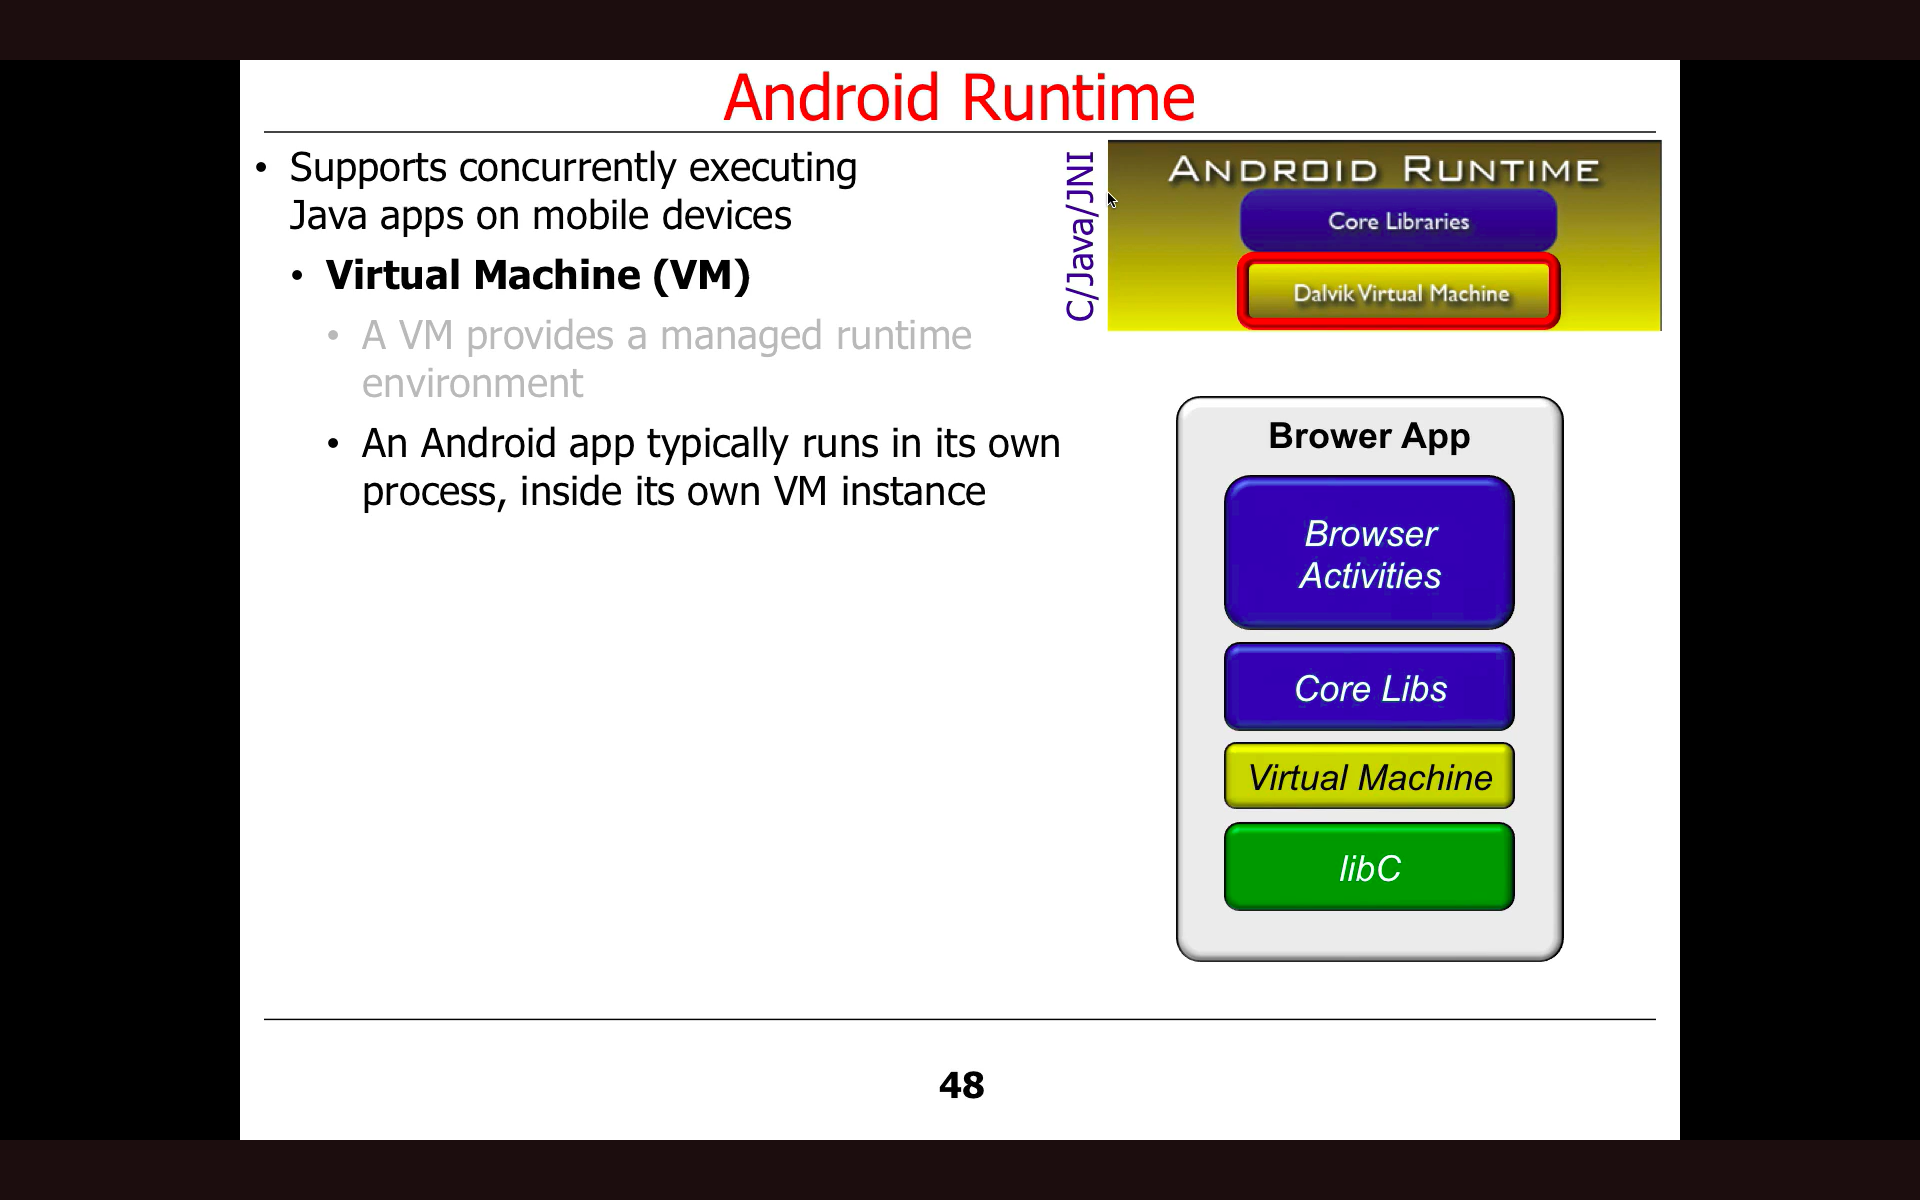 Android Runtime
• Supports concurrently executing
Java apps on mobile devices
• Virtual Machine (VM)
• A VM provides a managed runtime
environment
• An Android app typically runs in its own
process, inside its own VM instance
C/Java/JNI
ANDROID RUNTIME
Core Libraries
Dalvik Virtual Machine
Brower App
Browser
Activities
Core Libs
Virtual Machine
libC
48